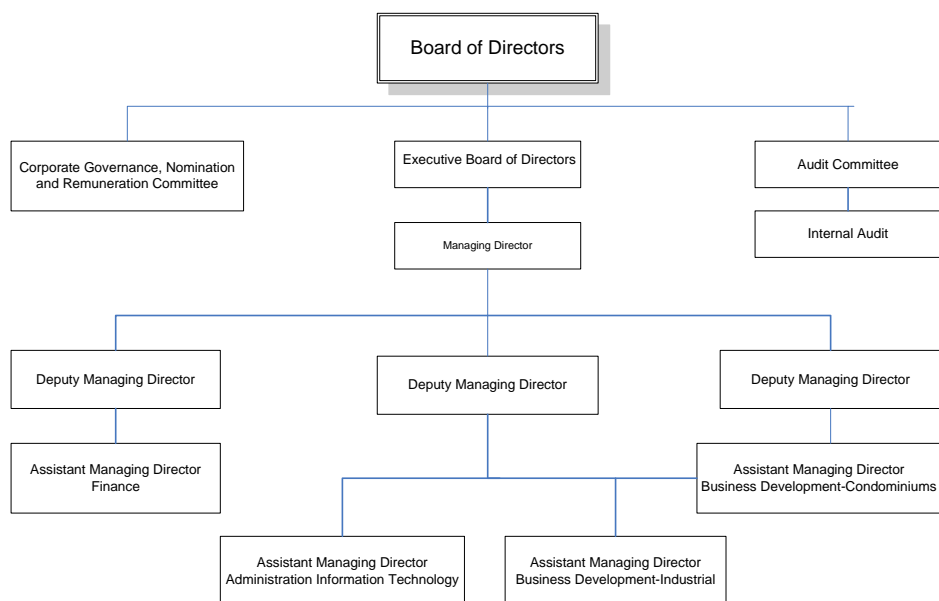 Board of Directors
Corporate Governance, Nomination
and Remuneration Committee
Executive Board of Directors
Audit Committee
Managing Director
Internal Audit
Deputy Managing Director
Deputy Managing Director
Deputy Managing Director
Assistant Managing Director
Finance
Assistant Managing Director
Business Development-Condominiums
Assistant Managing Director
Administration Information Technology
Assistant Managing Director
Business Development-Industrial